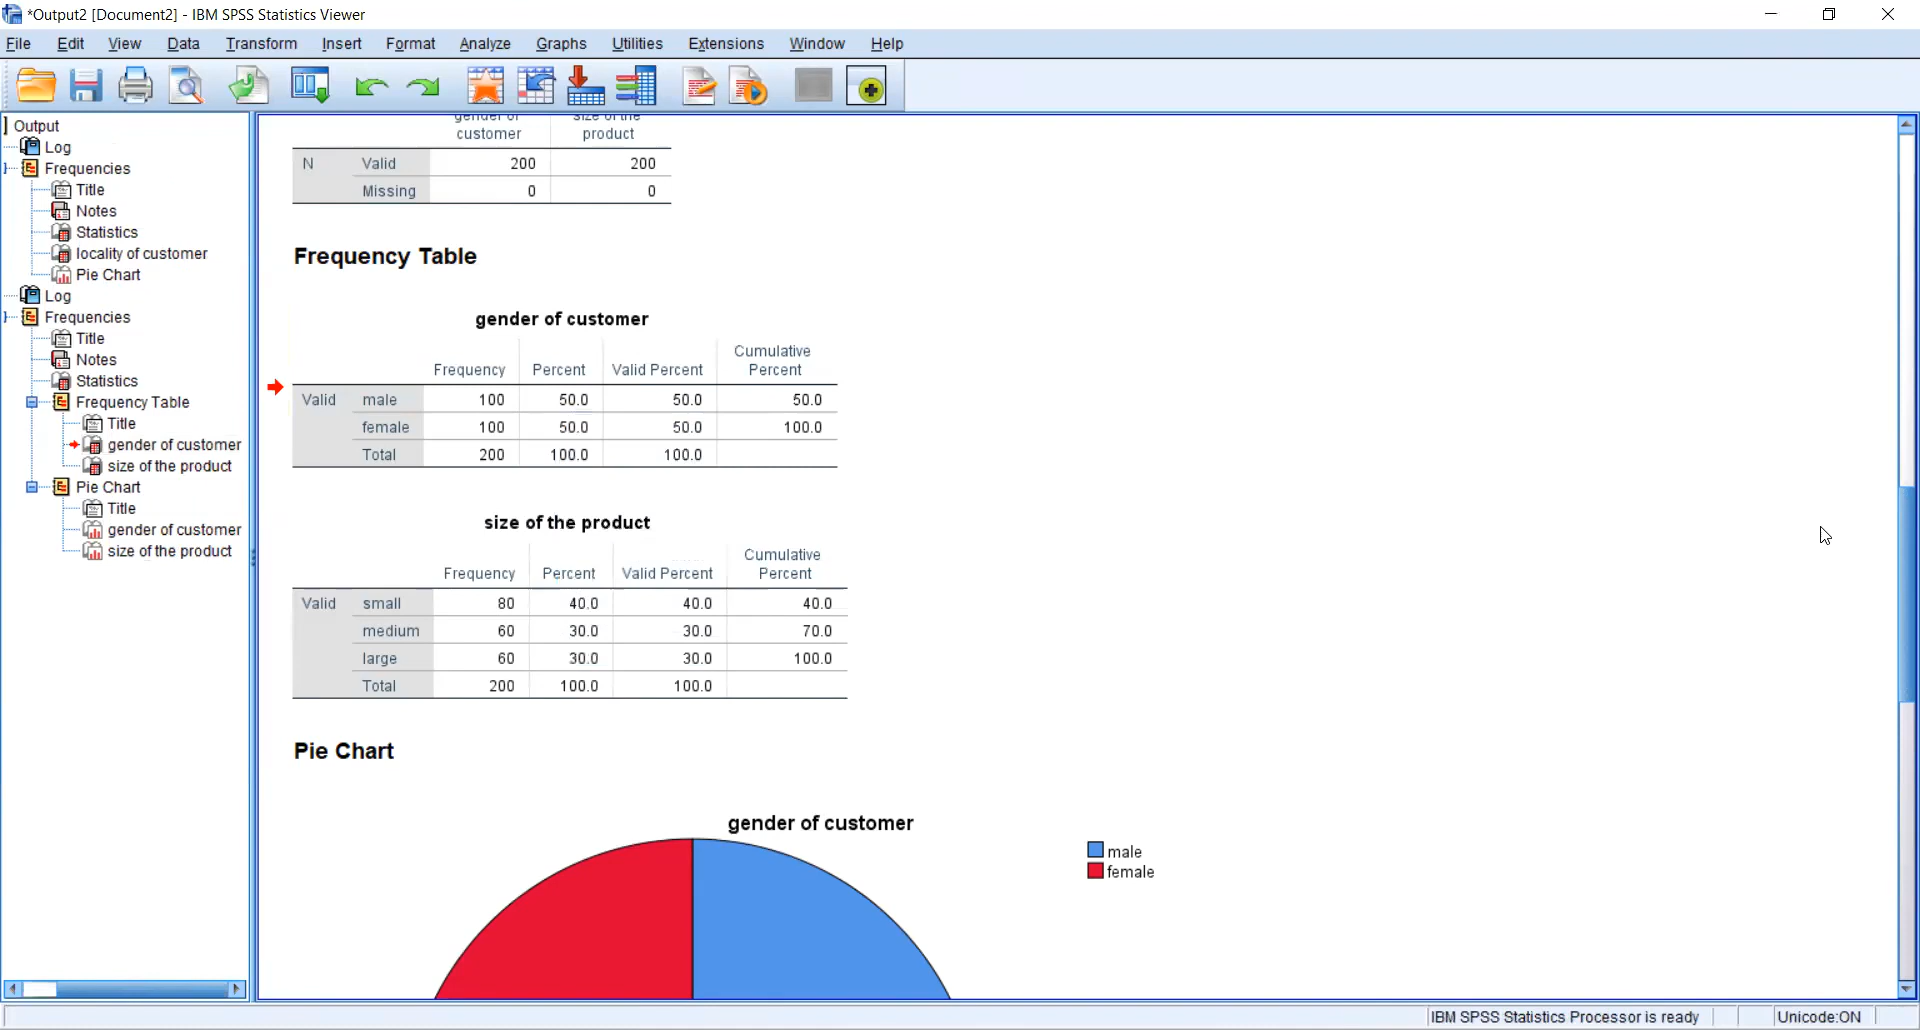 *Output2 [Document2] - IBM SPSS Statistics Viewer
File Edit View Data Transform Insert Format Analyze Graphs Utilities Extensions Window Help
Output
Log
Frequencies
Title
Notes
Statistics
locality of customer
Pie Chart
Log
Frequencies
Title
Notes
Statistics
Frequency Table
Title
gender of customer
size of the product
Pie Chart
Title
gender of customer
size of the product
gender of size of the
customer product
N Valid 200 200
Missing 0 0
Frequency Table
gender of customer
Cumulative
Frequency Percent Valid Percent Percent
Valid male 100 50.0 50.0 50.0
female 100 50.0 50.0 100.0
Total 200 100.0 100.0
size of the product
Cumulative
Frequency Percent Valid Percent Percent
Valid small 80 40.0 40.0 40.0
medium 60 30.0 30.0 70.0
large 60 30.0 30.0 100.0
Total 200 100.0 100.0
Pie Chart
gender of customer
male
female
IBM SPSS Statistics Processor is ready Unicode:ON